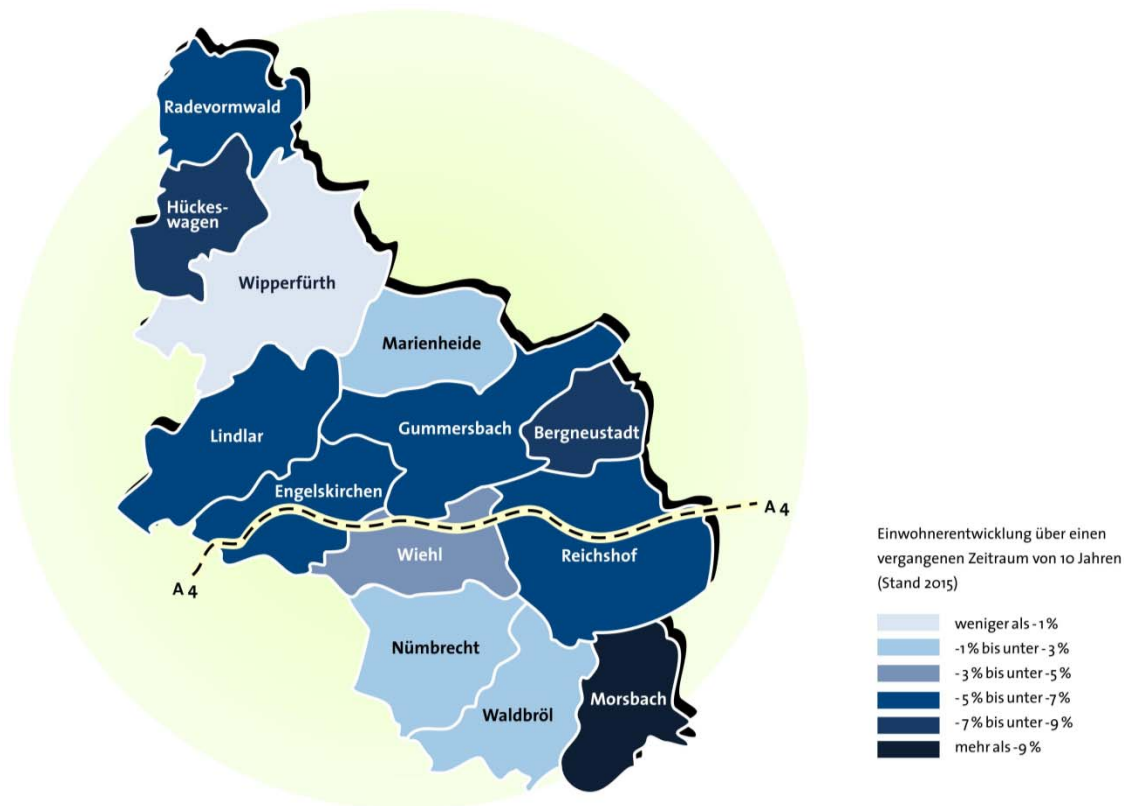 Radevormwald
Hückes-
wagen
Wipperfürth
Marienheide
Gummersbach
Bergneustadt
Lindlar
Engelskirchen
A 4
Wiehl
Reichshof
A 4
Nümbrecht
Waldbröl
Morsbach
Einwohnerentwicklung über einen
vergangenen Zeitraum von 10 Jahren
(Stand 2015)
weniger als -1 %
-1 % bis unter - 3 %
-3 % bis unter -5 %
-5 % bis unter -7 %
-7 % bis unter -9 %
mehr als -9 %